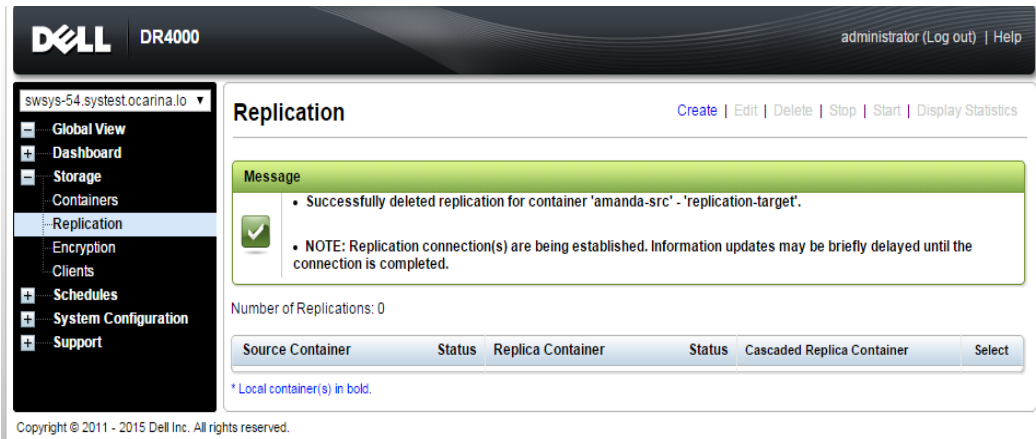 DELL DR4000
administrator (Log out) | Help
swsys-54.systest.ocarina.lo
Global View
Dashboard
Storage
Containers
Replication
Encryption
Clients
Schedules
System Configuration
Support
Replication
Create | Edit | Delete | Stop | Start | Display Statistics
Message
• Successfully deleted replication for container 'amanda-src' - 'replication-target'.
• NOTE: Replication connection(s) are being established. Information updates may be briefly delayed until the
connection is completed.
Number of Replications: 0
Source Container Status Replica Container Status Cascaded Replica Container Select
* Local container(s) in bold.
Copyright © 2011 - 2015 Dell Inc. All rights reserved.